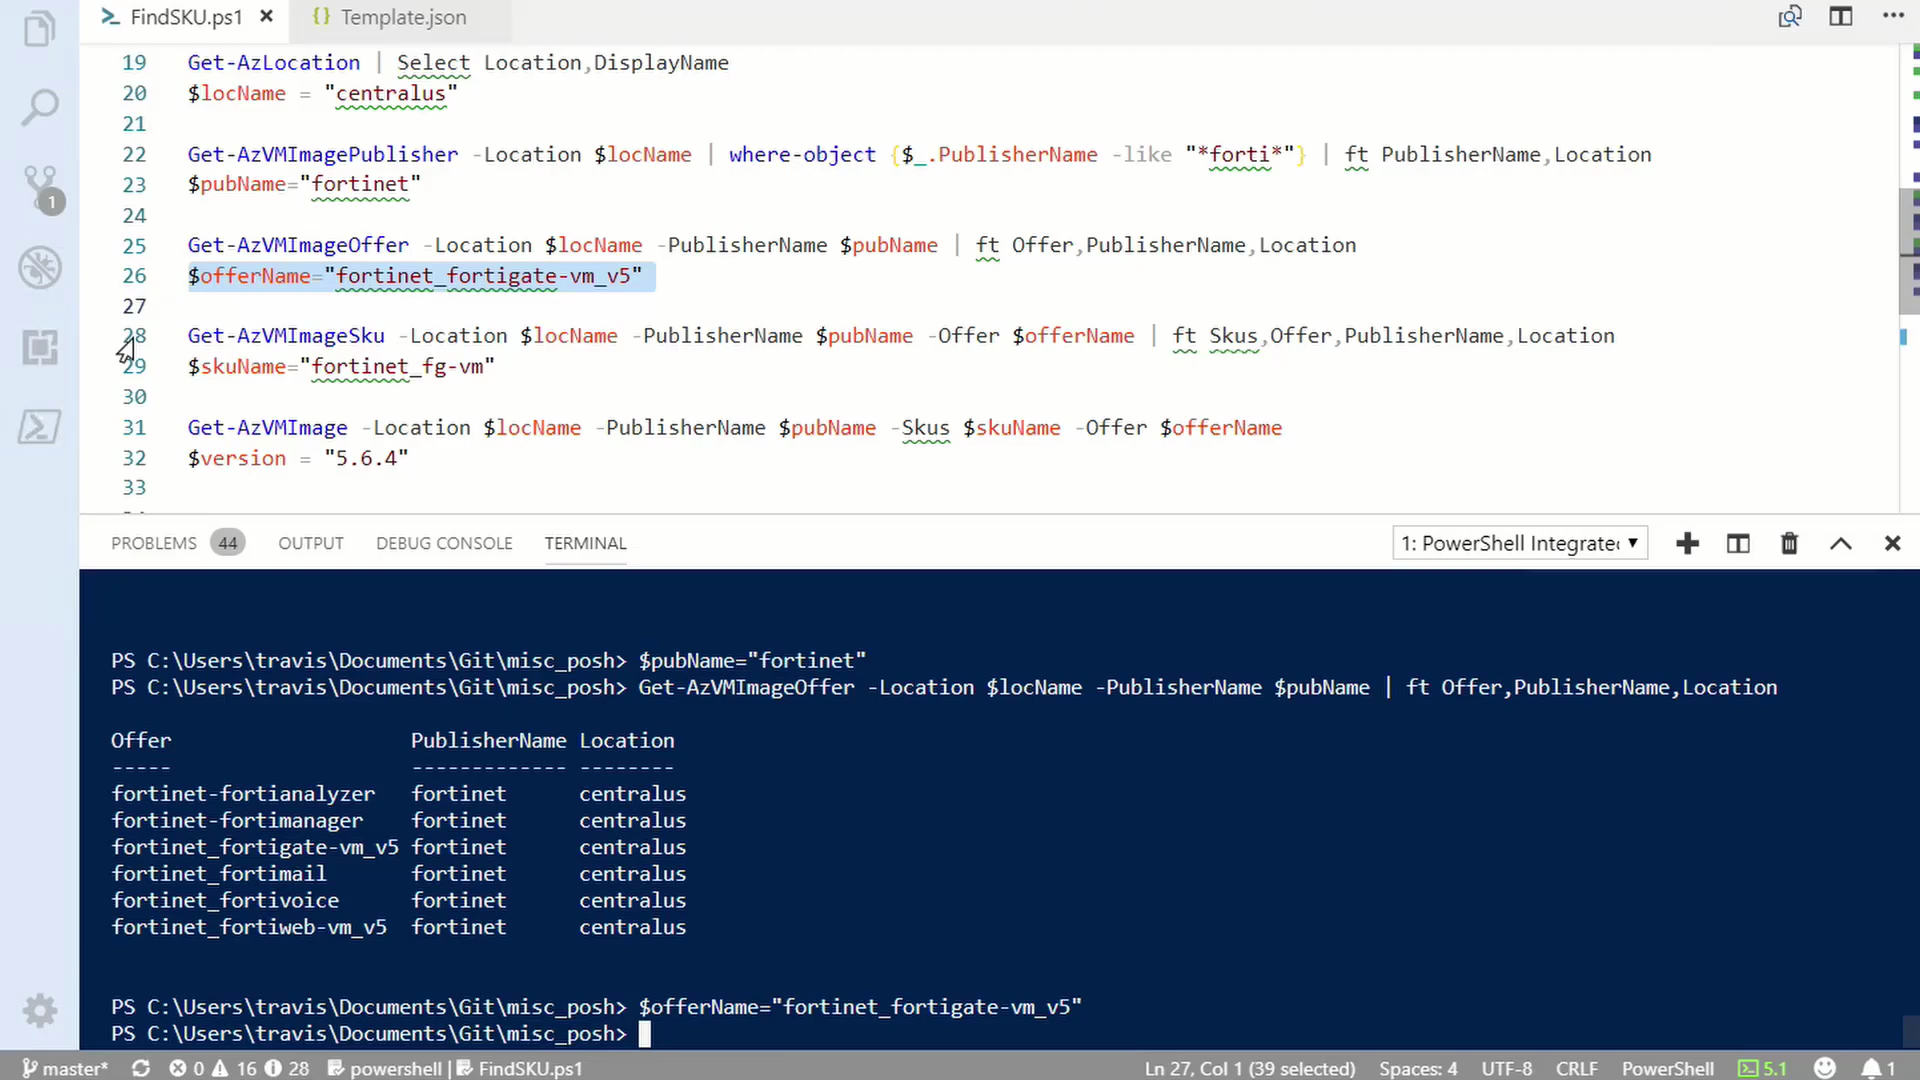 FindSKU.ps1
{} Template.json
19 Get-AzLocation | Select Location,DisplayName
20 $locName = "centralus"
21
22 Get-AzVMImagePublisher -Location $locName | where-object {$_.PublisherName -like "*forti*"} | ft PublisherName,Location
23 $pubName="fortinet"
24
25 Get-AzVMImageOffer -Location $locName -PublisherName $pubName | ft Offer,PublisherName,Location
26 $offerName="fortinet_fortigate-vm_v5"
27
28 Get-AzVMImageSku -Location $locName -PublisherName $pubName -Offer $offerName | ft Skus,Offer,PublisherName,Location
29 $skuName="fortinet_fg-vm"
30
31 Get-AzVMImage -Location $locName -PublisherName $pubName -Skus $skuName -Offer $offerName
32 $version = "5.6.4"
33
1
PROBLEMS 44 OUTPUT DEBUG CONSOLE TERMINAL 1: PowerShell Integrate
PS C:\Users\travis\Documents\Git\misc_posh> $pubName="fortinet"
PS C:\Users\travis\Documents\Git\misc_posh> Get-AzVMImageOffer -Location $locName -PublisherName $pubName | ft Offer,PublisherName,Location
Offer PublisherName Location
----- ------------- --------
fortinet-fortianalyzer fortinet centralus
fortinet-fortimanager fortinet centralus
fortinet_fortigate-vm_v5 fortinet centralus
fortinet_fortimail fortinet centralus
fortinet_fortivoice fortinet centralus
fortinet_fortiweb-vm_v5 fortinet centralus
PS C:\Users\travis\Documents\Git\misc_posh> $offerName="fortinet_fortigate-vm_v5"
PS C:\Users\travis\Documents\Git\misc_posh>
master* 0 16 28 powershell | FindSKU.ps1 Ln 27, Col 1 (39 selected) Spaces: 4 UTF-8 CRLF PowerShell 5.1 1